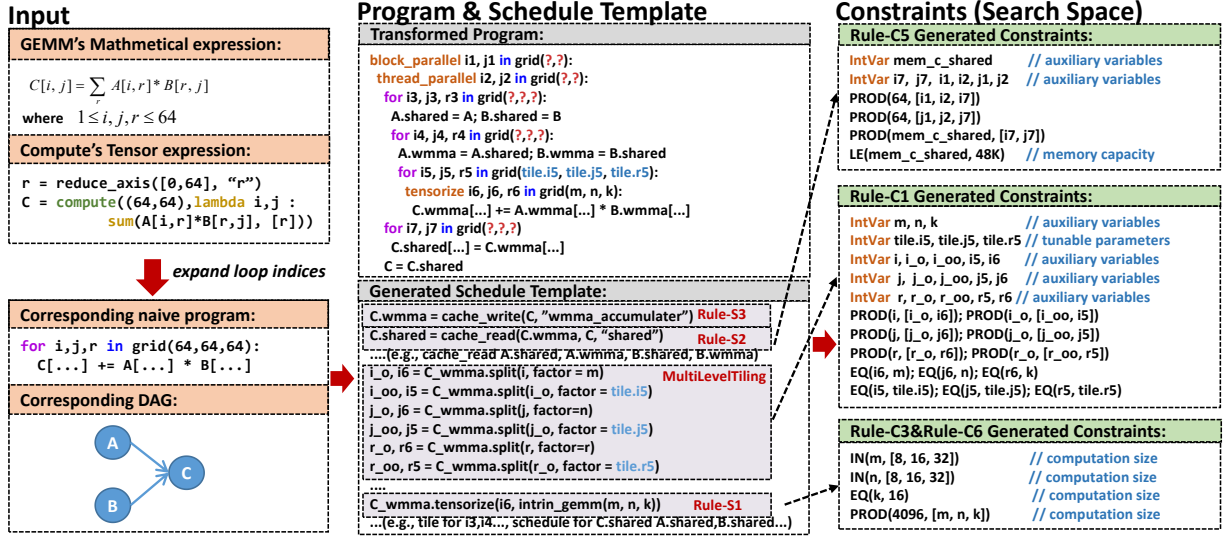 Input
GEMM's Mathmetical expression:
C[i, j] = ∑ A[i,r]* B[r, j]
r
where 1 ≤ i, j, r ≤ 64
Compute's Tensor expression:
r = reduce_axis([0,64], “r”)
C = compute((64,64),lambda i,j :
sum(A[i,r]*B[r,j], [r]))
expand loop indices
Corresponding naive program:
for i,j,r in grid(64,64,64):
C[...] += A[...] * B[...]
Corresponding DAG:
A
C
B
Program & Schedule Template
Transformed Program:
block_parallel i1, j1 in grid(?,?):
thread_parallel i2, j2 in grid(?,?):
for i3, j3, r3 in grid(?,?,?):
A.shared = A; B.shared = B
for i4, j4, r4 in grid(?,?,?):
A.wmma = A.shared; B.wmma = B.shared
for i5, j5, r5 in grid(tile.i5, tile.j5, tile.r5):
tensorize i6, j6, r6 in grid(m, n, k):
C.wmma[...] += A.wmma[...] * B.wmma[...]
for i7, j7 in grid(?,?,?)
C.shared[...] = C.wmma[...]
C = C.shared
Generated Schedule Template:
C.wmma = cache_write(C, ”wmma_accumulater”) Rule-S3
C.shared = cache_read(C.wmma, C, “shared”) Rule-S2
....(e.g., cache_read A.shared, A.wmma, B.shared, B.wmma)
i_o, i6 = C_wmma.split(i, factor = m) MultiLevelTiling
i_oo, i5 = C_wmma.split(i_o, factor = tile.i5)
j_o, j6 = C_wmma.split(j, factor=n)
j_oo, j5 = C_wmma.split(j_o, factor = tile.j5)
r_o, r6 = C_wmma.split(r, factor=r)
r_oo, r5 = C_wmma.split(r_o, factor = tile.r5)
....
C_wmma.tensorize(i6, intrin_gemm(m, n, k)) Rule-S1
...(e.g., tile for i3,i4..., schedule for C.shared A.shared,B.shared...)
Constraints (Search Space)
Rule-C5 Generated Constraints:
IntVar mem_c_shared // auxiliary variables
IntVar i7, j7, i1, i2, j1, j2 // auxiliary variables
PROD(64, [i1, i2, i7])
PROD(64, [j1, j2, j7])
PROD(mem_c_shared, [i7, j7])
LE(mem_c_shared, 48K) // memory capacity
Rule-C1 Generated Constraints:
IntVar m, n, k // auxiliary variables
IntVar tile.i5, tile.j5, tile.r5 // tunable parameters
IntVar i, i_o, i_oo, i5, i6 // auxiliary variables
IntVar j, j_o, j_oo, j5, j6 // auxiliary variables
IntVar r, r_o, r_oo, r5, r6 // auxiliary variables
PROD(i, [i_o, i6]); PROD(i_o, [i_oo, i5])
PROD(j, [j_o, j6]); PROD(j_o, [j_oo, j5])
PROD(r, [r_o, r6]); PROD(r_o, [r_oo, r5])
EQ(i6, m); EQ(j6, n); EQ(r6, k)
EQ(i5, tile.i5); EQ(j5, tile.j5); EQ(r5, tile.r5)
Rule-C3&Rule-C6 Generated Constraints:
IN(m, [8, 16, 32]) // computation size
IN(n, [8, 16, 32]) // computation size
EQ(k, 16) // computation size
PROD(4096, [m, n, k]) // computation size